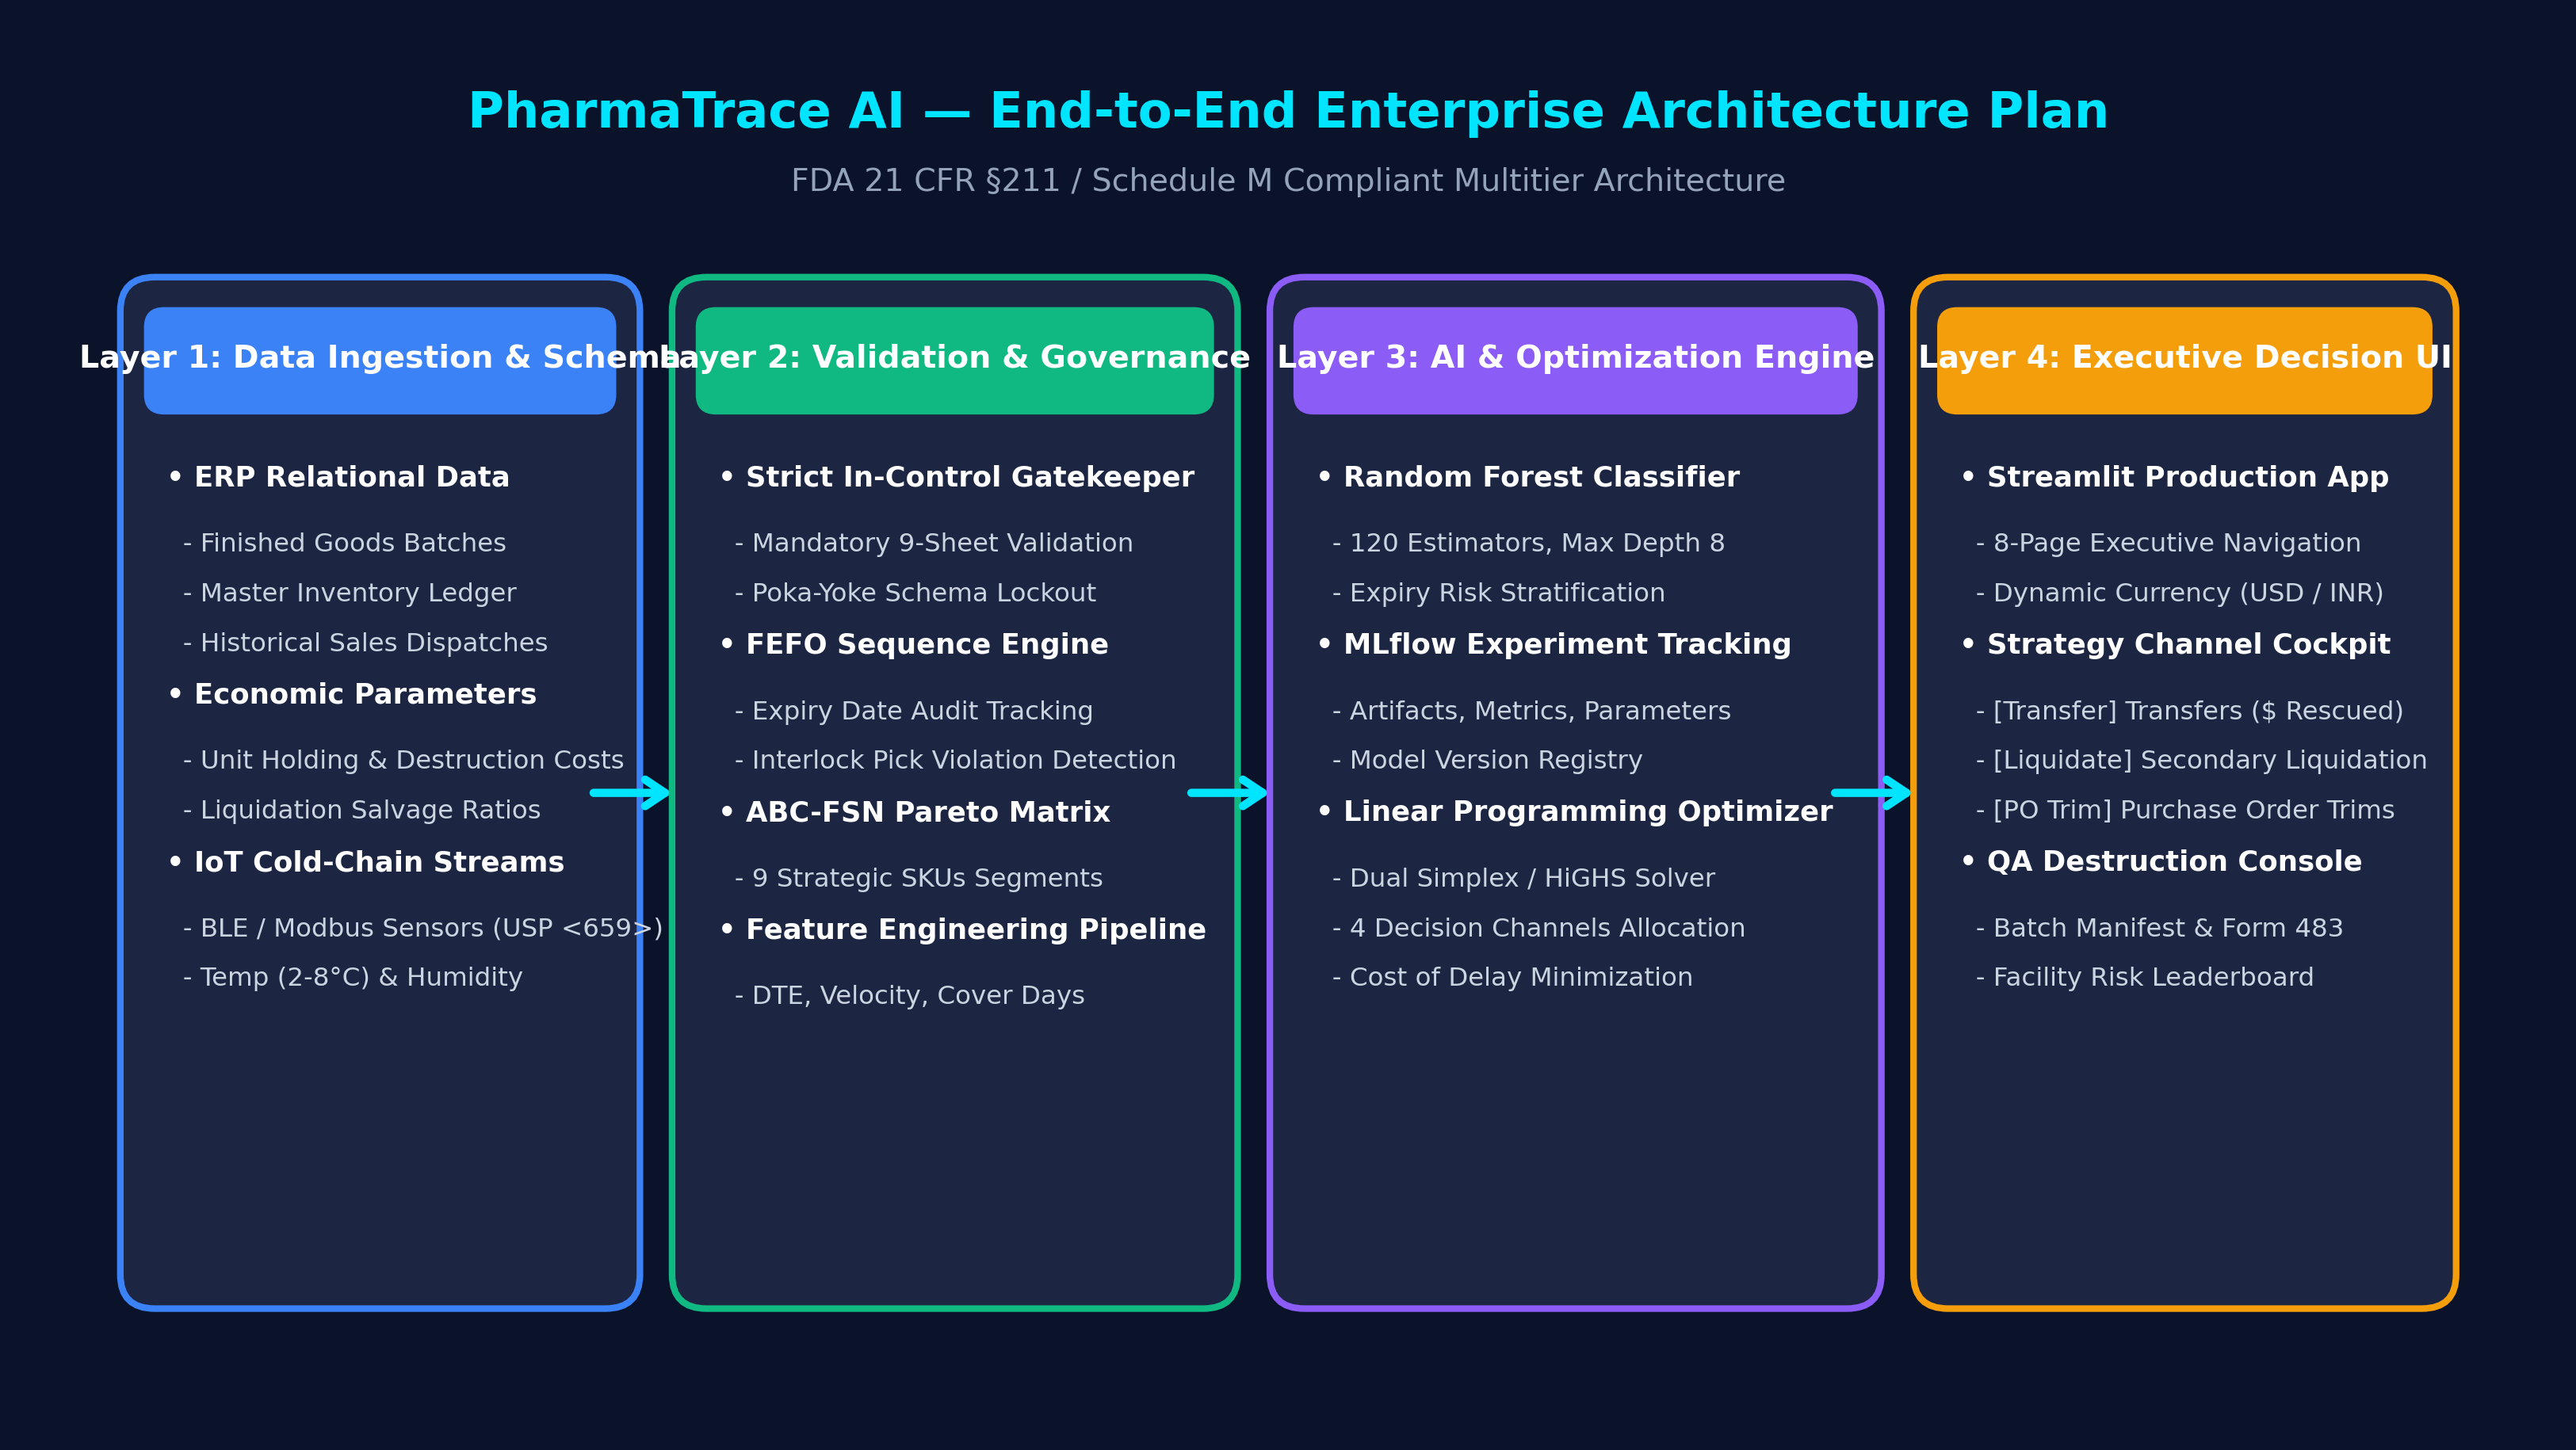 PharmaTrace AI — End-to-End Enterprise Architecture Plan
FDA 21 CFR §211 / Schedule M Compliant Multitier Architecture
Layer 1: Data Ingestion & Schema
• ERP Relational Data
- Finished Goods Batches
- Master Inventory Ledger
- Historical Sales Dispatches
• Economic Parameters
- Unit Holding & Destruction Costs
- Liquidation Salvage Ratios
• IoT Cold-Chain Streams
- BLE / Modbus Sensors (USP <659>)
- Temp (2-8°C) & Humidity
Layer 2: Validation & Governance
• Strict In-Control Gatekeeper
- Mandatory 9-Sheet Validation
- Poka-Yoke Schema Lockout
• FEFO Sequence Engine
- Expiry Date Audit Tracking
- Interlock Pick Violation Detection
• ABC-FSN Pareto Matrix
- 9 Strategic SKUs Segments
• Feature Engineering Pipeline
- DTE, Velocity, Cover Days
Layer 3: AI & Optimization Engine
• Random Forest Classifier
- 120 Estimators, Max Depth 8
- Expiry Risk Stratification
• MLflow Experiment Tracking
- Artifacts, Metrics, Parameters
- Model Version Registry
• Linear Programming Optimizer
- Dual Simplex / HiGHS Solver
- 4 Decision Channels Allocation
- Cost of Delay Minimization
Layer 4: Executive Decision UI
• Streamlit Production App
- 8-Page Executive Navigation
- Dynamic Currency (USD / INR)
• Strategy Channel Cockpit
- [Transfer] Transfers ($ Rescued)
- [Liquidate] Secondary Liquidation
- [PO Trim] Purchase Order Trims
• QA Destruction Console
- Batch Manifest & Form 483
- Facility Risk Leaderboard